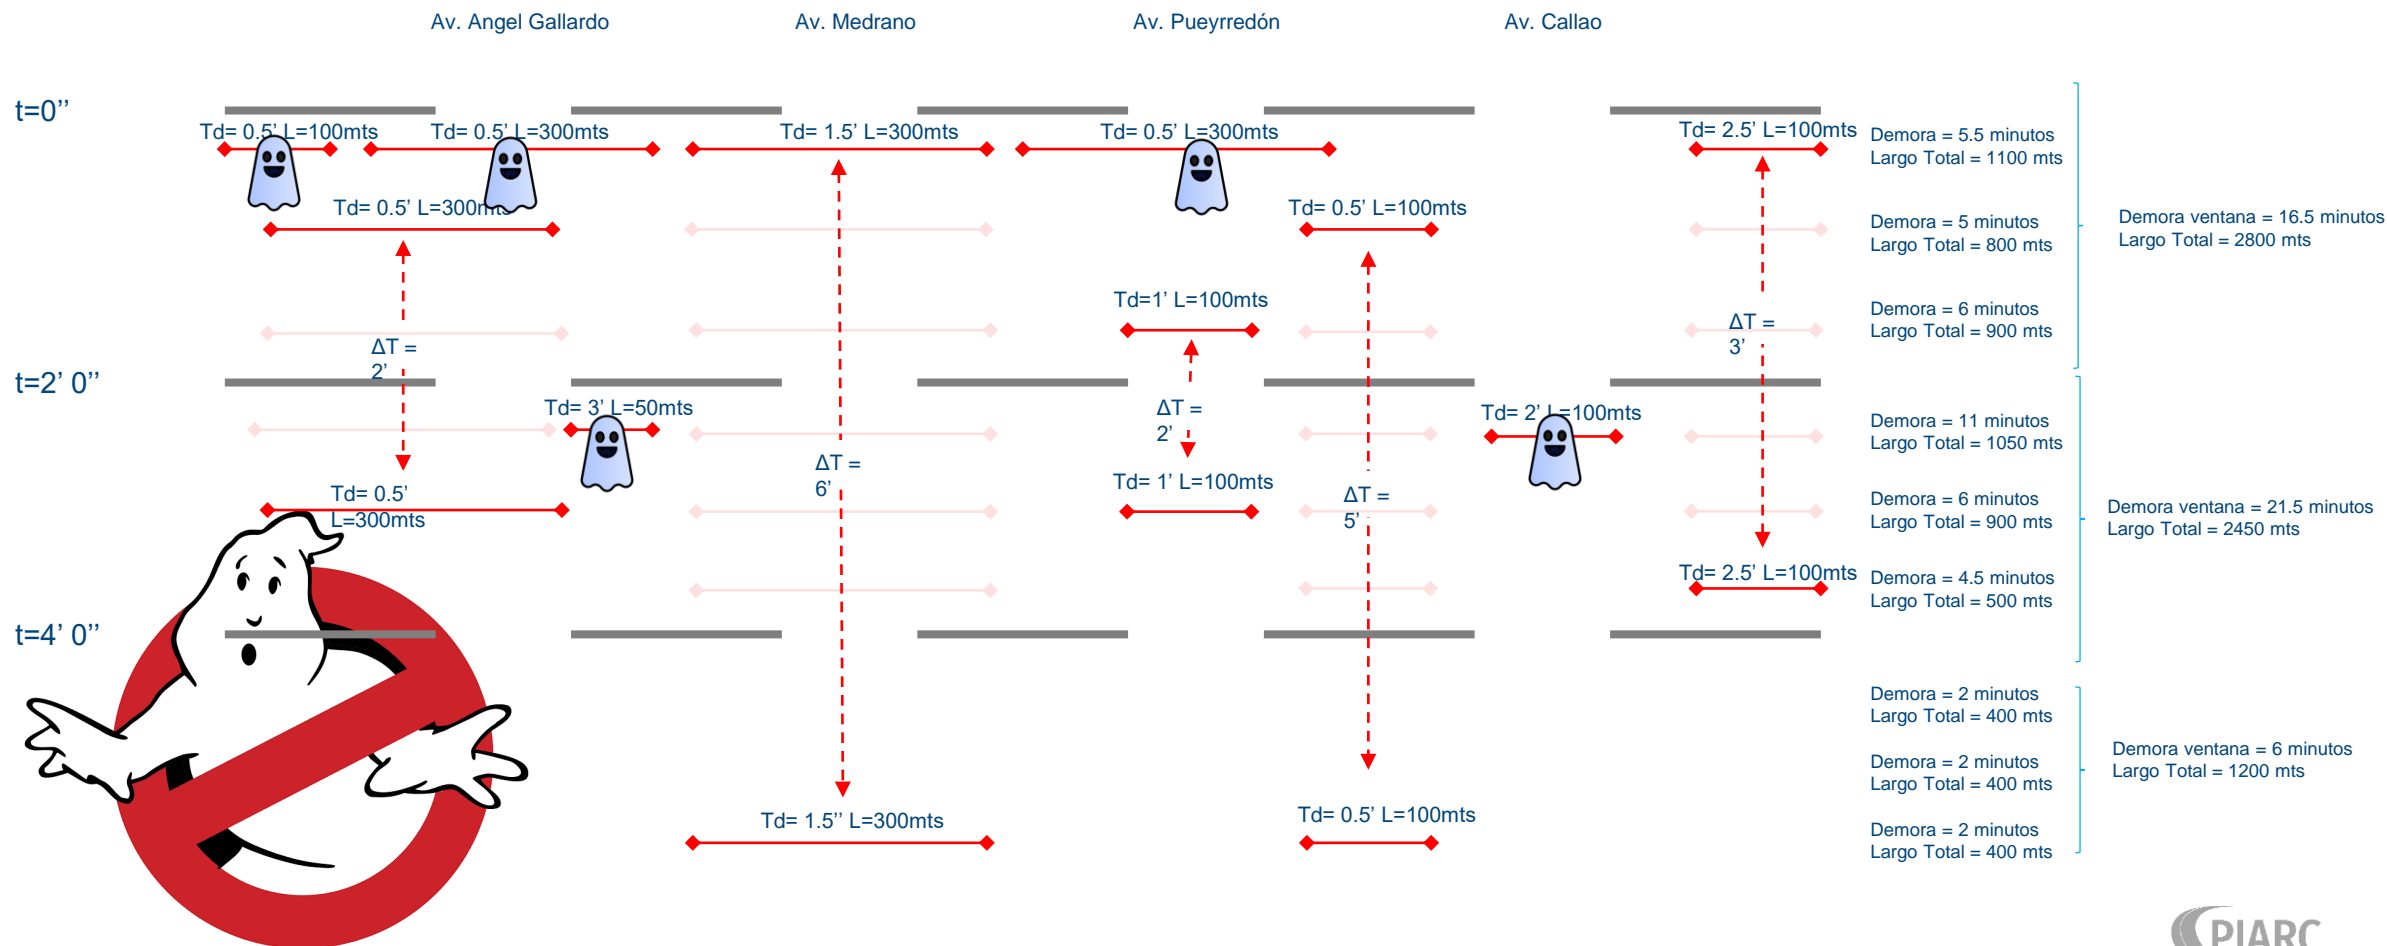 Av. Angel Gallardo
Av. Medrano
Av. Pueyrredón
Av. Callao
t=0’’
Td= 0.5’ L=100mts
Td= 0.5’ L=300mts
Td= 1.5’ L=300mts
Td= 0.5’ L=300mts
Td= 2.5’ L=100mts
Demora = 5.5 minutos
Largo Total = 1100 mts
Td= 0.5’ L=300mts
Td= 0.5’ L=100mts
Demora = 5 minutos
Largo Total = 800 mts
Demora ventana = 16.5 minutos
Largo Total = 2800 mts
Td=1’ L=100mts
Demora = 6 minutos
Largo Total = 900 mts
ΔT =
2’
ΔT =
3’
t=2’ 0’’
Td= 3’ L=50mts
ΔT =
2’
Td= 2’ L=100mts
Demora = 11 minutos
Largo Total = 1050 mts
ΔT =
6’
Td= 0.5’
L=300mts
Td= 1’ L=100mts
ΔT =
5’
Demora = 6 minutos
Largo Total = 900 mts
Demora ventana = 21.5 minutos
Largo Total = 2450 mts
Td= 2.5’ L=100mts
Demora = 4.5 minutos
Largo Total = 500 mts
t=4’ 0’’
Demora = 2 minutos
Largo Total = 400 mts
Demora = 2 minutos
Largo Total = 400 mts
Demora ventana = 6 minutos
Largo Total = 1200 mts
Td= 1.5’’ L=300mts
Td= 0.5’ L=100mts
Demora = 2 minutos
Largo Total = 400 mts
PIARC